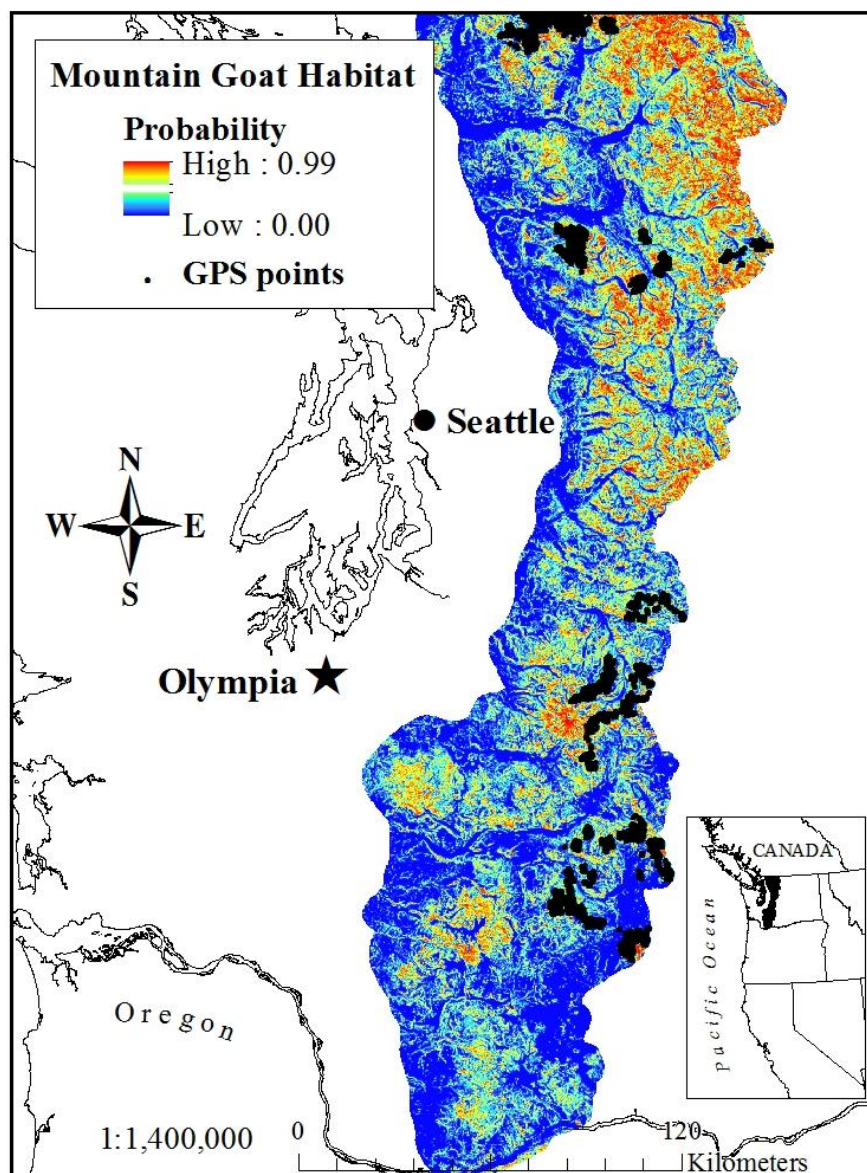 Mountain Goat Habitat
Probability
High : 0.99
Low : 0.00
. GPS points
Seattle
N
W E
S
Olympia
CANADA
Pacific Ocean
Oregon
1:1,400,000
0 120
Kilometers